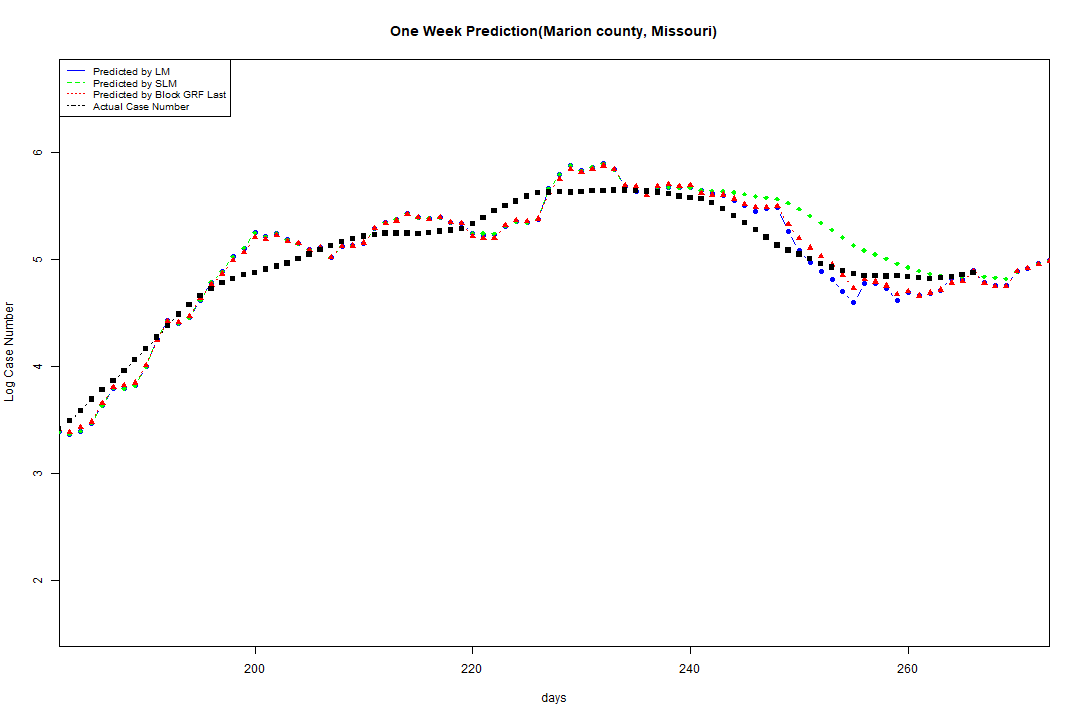 One Week Prediction(Marion county, Missouri)
Predicted by LM
Predicted by SLM
Predicted by Block GRF Last
Actual Case Number
6
5
4
3
2
Log Case Number
200 220 240 260
days